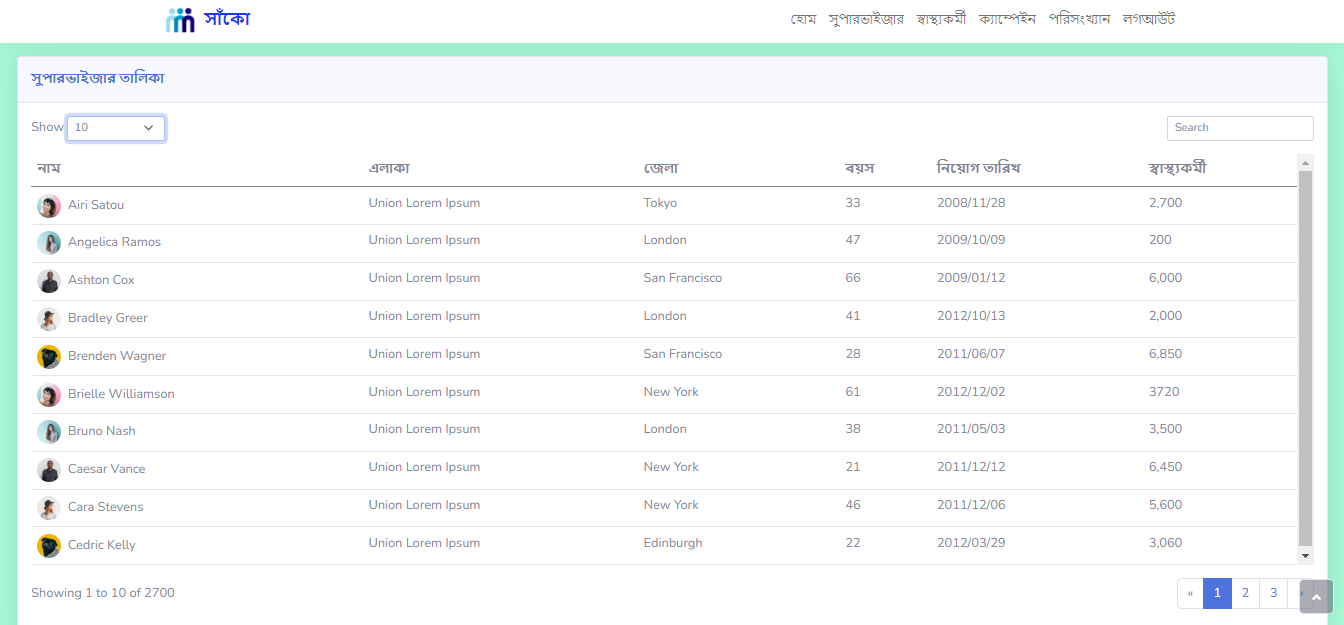 সাঁকো হোম সুপারভাইজার স্বাস্থ্যকর্মী ক্যাম্পেইন পরিসংখ্যান লগআউট
সুপারভাইজার তালিকা
Show 10 Search
নাম এলাকা জেলা বয়স নিয়োগ তারিখ স্বাস্থ্যকর্মী
Airi Satou Union Lorem Ipsum Tokyo 33 2008/11/28 2,700
Angelica Ramos Union Lorem Ipsum London 47 2009/10/09 200
Ashton Cox Union Lorem Ipsum San Francisco 66 2009/01/12 6,000
Bradley Greer Union Lorem Ipsum London 41 2012/10/13 2,000
Brenden Wagner Union Lorem Ipsum San Francisco 28 2011/06/07 6,850
Brielle Williamson Union Lorem Ipsum New York 61 2012/12/02 3720
Bruno Nash Union Lorem Ipsum London 38 2011/05/03 3,500
Caesar Vance Union Lorem Ipsum New York 21 2011/12/12 6,450
Cara Stevens Union Lorem Ipsum New York 46 2011/12/06 5,600
Cedric Kelly Union Lorem Ipsum Edinburgh 22 2012/03/29 3,060
Showing 1 to 10 of 2700 « 1 2 3